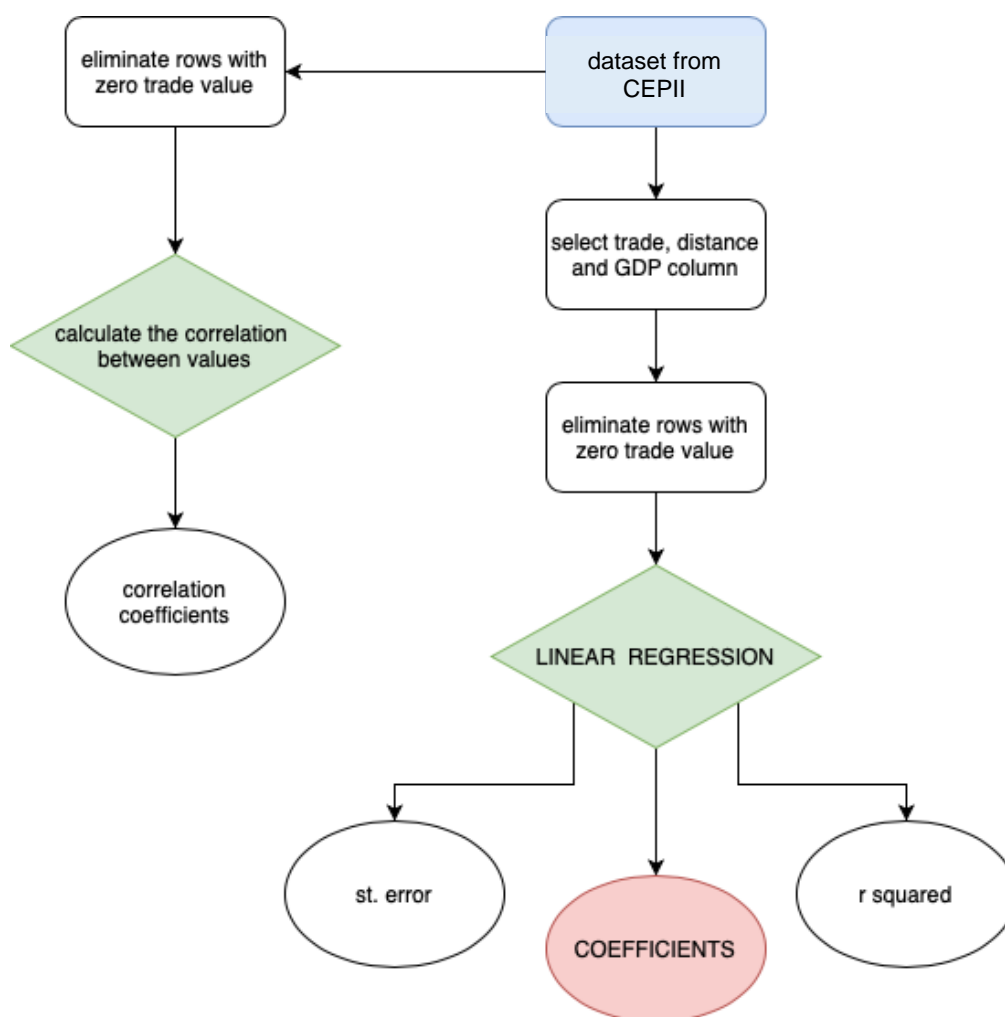 eliminate rows with
zero trade value
dataset from
CEPII
select trade, distance
and GDP column
calculate the correlation
between values
eliminate rows with
zero trade value
correlation
coefficients
LINEAR REGRESSION
st. error
COEFFICIENTS
r squared